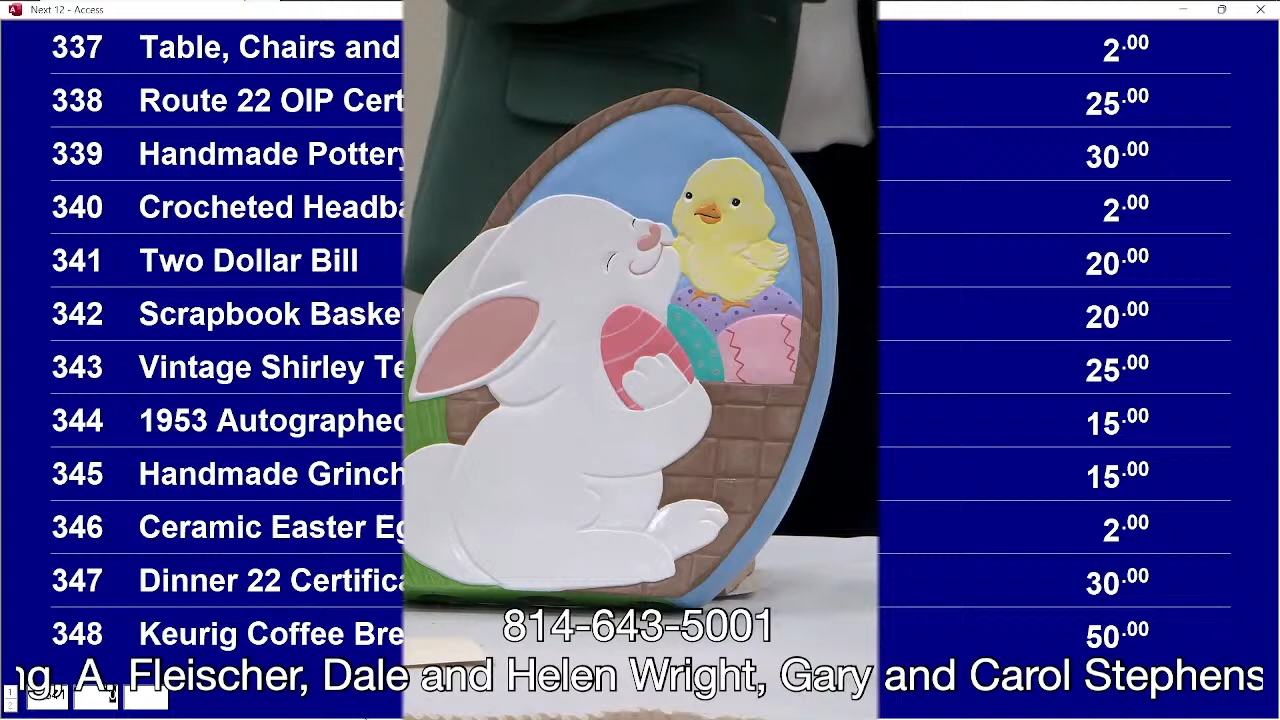 Next 12 - Access
337 Table, Chairs and 2.00
338 Route 22 OIP Cert 25.00
339 Handmade Pottery 30.00
340 Crocheted Headba 2.00
341 Two Dollar Bill 20.00
342 Scrapbook Baske 20.00
343 Vintage Shirley Te 25.00
344 1953 Autographed 15.00
345 Handmade Grinch 15.00
346 Ceramic Easter Eg 2.00
347 Dinner 22 Certifica 30.00
348 Keurig Coffee Bre 50.00
814-643-5001
ng, A. Fleischer, Dale and Helen Wright, Gary and Carol Stephens